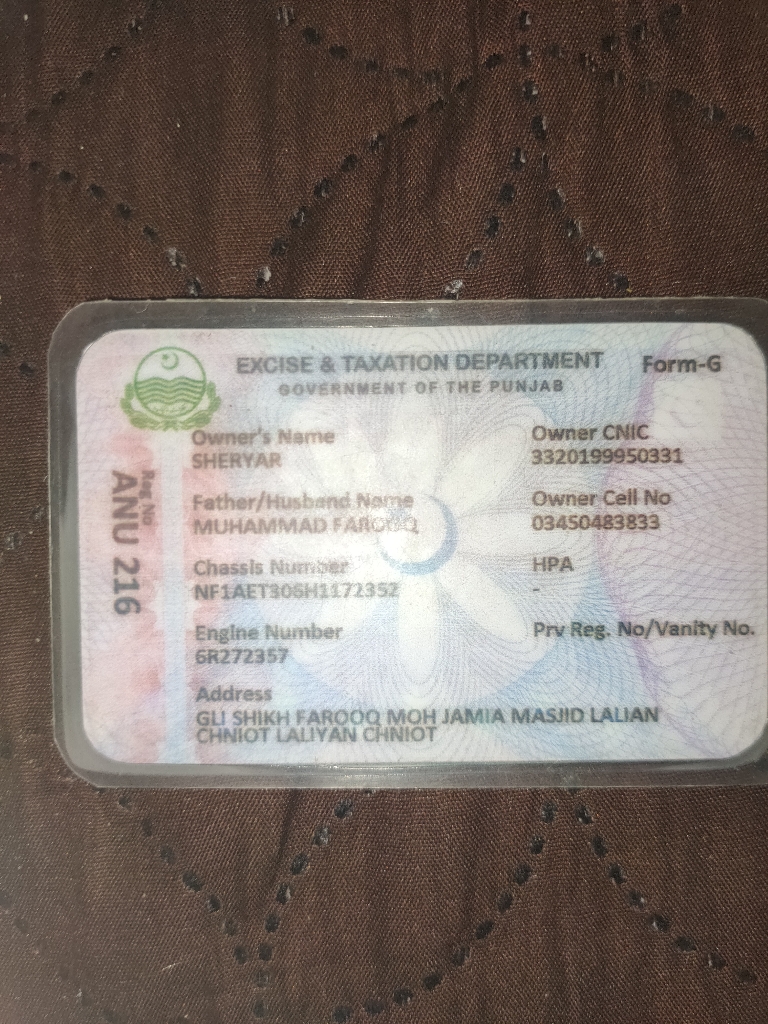 EXCISE & TAXATION DEPARTMENT Form-G
GOVERNMENT OF THE PUNJAB
Reg No
ANU 216
Owner's Name
SHERYAR
Owner CNIC
3320199950331
Father/Husband Name
MUHAMMAD FAROOQ
Owner Cell No
03450483833
Chassis Number
NF1AET306H1172352
HPA
-
Engine Number
6R272357
Prv Reg. No/Vanity No.
Address
GLI SHIKH FAROOQ MOH JAMIA MASJID LALIAN
CHNIOT LALIYAN CHNIOT